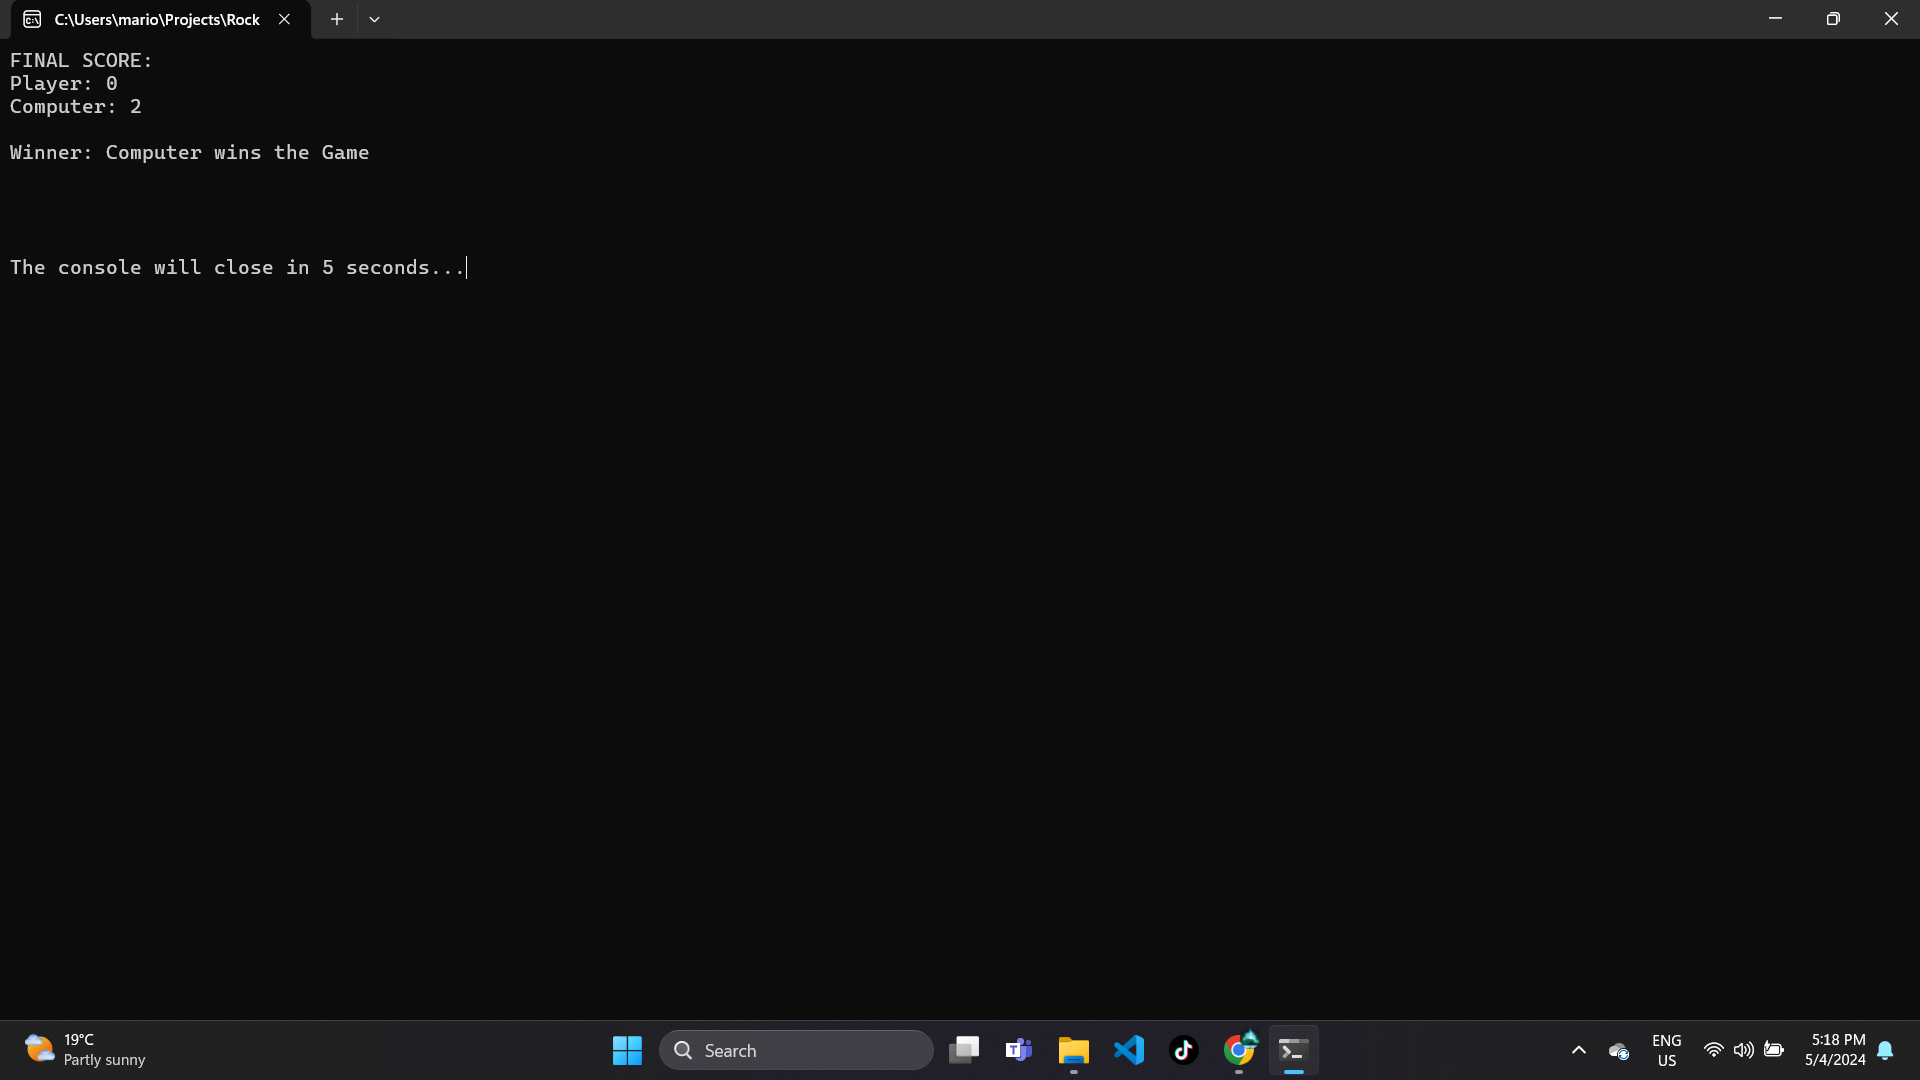 C:\Users\mario\Projects\Rock
FINAL SCORE:
Player: 0
Computer: 2
Winner: Computer wins the Game
The console will close in 5 seconds...
19°C
Partly sunny
Search
ENG
US
5:18 PM
5/4/2024